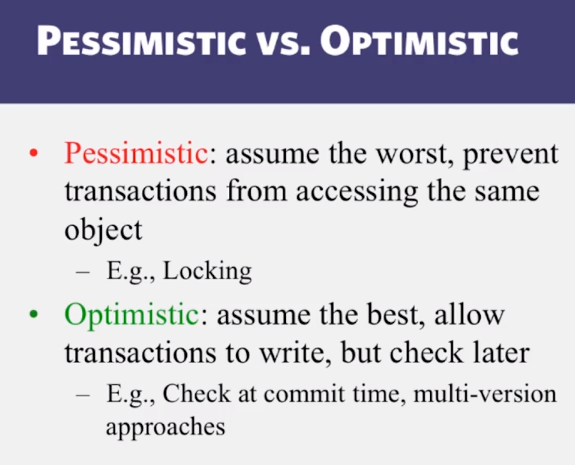 PESSIMISTIC VS. OPTIMISTIC
• Pessimistic: assume the worst, prevent
transactions from accessing the same
object
– E.g., Locking
• Optimistic: assume the best, allow
transactions to write, but check later
– E.g., Check at commit time, multi-version
approaches